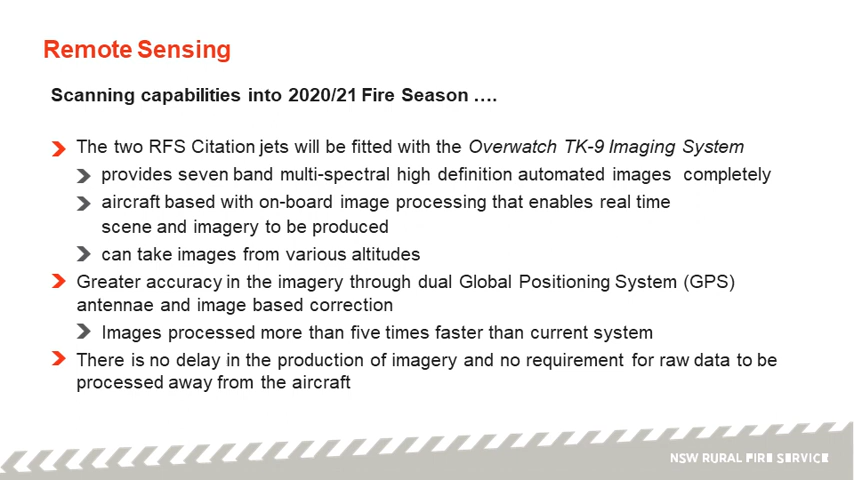 Remote Sensing
Scanning capabilities into 2020/21 Fire Season ….
The two RFS Citation jets will be fitted with the Overwatch TK-9 Imaging System
provides seven band multi-spectral high definition automated images completely
aircraft based with on-board image processing that enables real time
scene and imagery to be produced
can take images from various altitudes
Greater accuracy in the imagery through dual Global Positioning System (GPS)
antennae and image based correction
Images processed more than five times faster than current system
There is no delay in the production of imagery and no requirement for raw data to be
processed away from the aircraft
NSW RURAL FIRE SERVICE